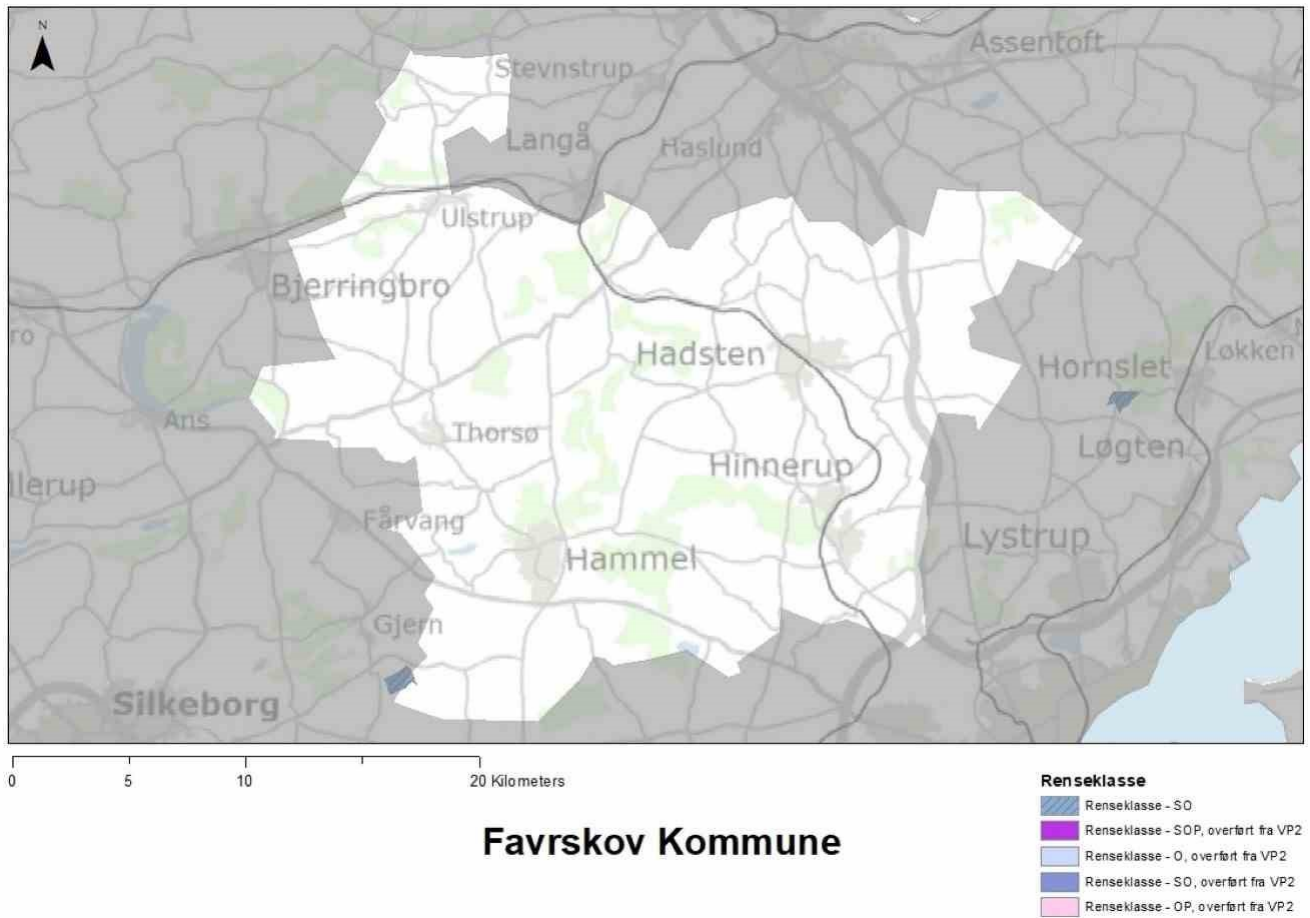 N
Assentoft
Stevnstrup
Langå
Haslund
Ulstrup
Bjerringbro
ro
Hadsten
Hornslet
Løkken
Ans
Thorsø
Løgten
Hinnerup
llerup
Fårvang
Lystrup
Hammel
Gjern
Silkeborg
0 5 10 20 Kilometers
Renseklasse
Renseklasse - SO
Renseklasse - SOP, overført fra VP2
Favrskov Kommune
Renseklasse - O, overført fra VP2
Renseklasse - SO, overført fra VP2
Renseklasse - OP, overført fra VP2